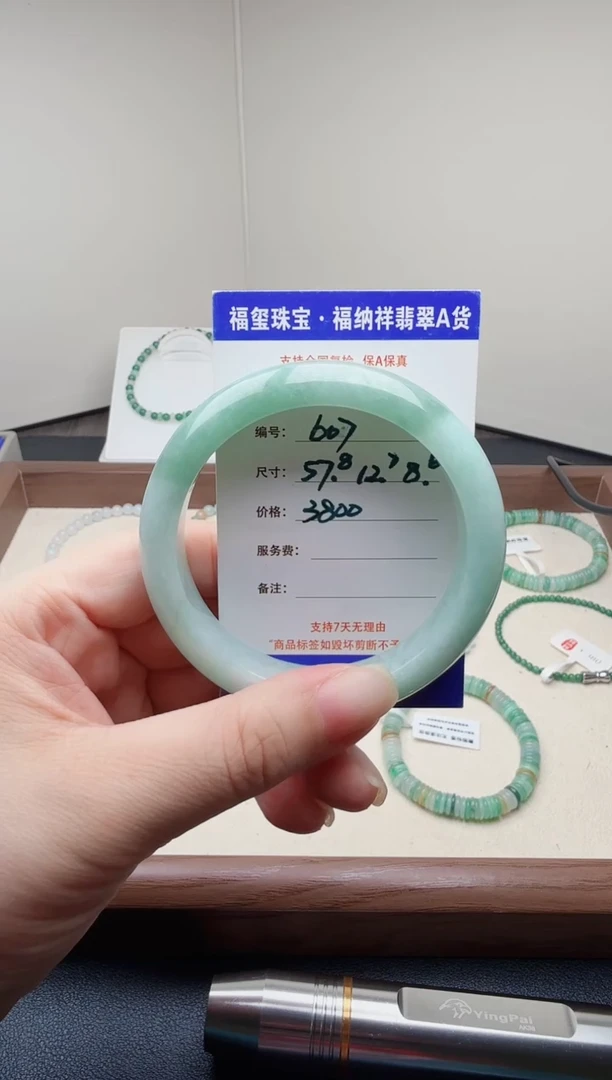 福玺珠宝·福纳祥翡翠A货
支持全国复检 保A保真
编号: 607
尺寸: 57.8 12.7 8.6
价格: 3800
服务费:
备注:
支持7天无理由
"商品标签如毁坏剪断不予
YingPai